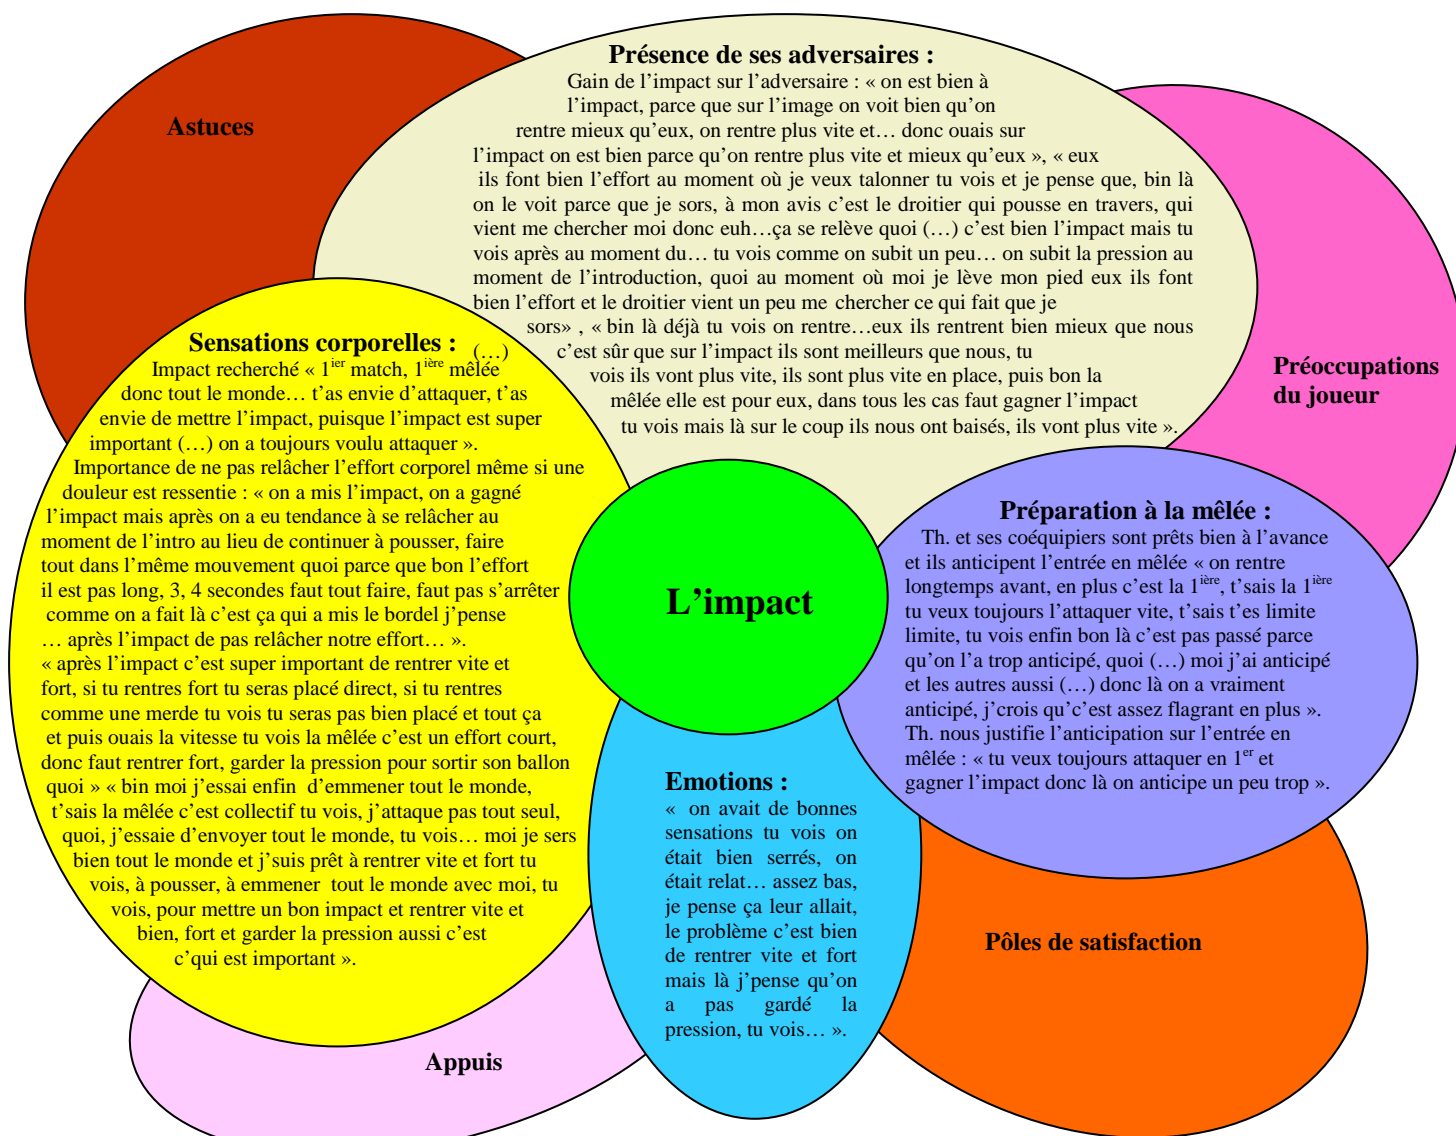 Présence de ses adversaires :
Gain de l’impact sur l’adversaire : « on est bien à
l’impact, parce que sur l’image on voit bien qu’on
rentre mieux qu’eux, on rentre plus vite et… donc ouais sur
l’impact on est bien parce qu’on rentre plus vite et mieux qu’eux », « eux
ils font bien l’effort au moment où je veux talonner tu vois et je pense que, bin là
on le voit parce que je sors, à mon avis c’est le droitier qui pousse en travers, qui
vient me chercher moi donc euh…ça se relève quoi (…) c’est bien l’impact mais tu
vois après au moment du… tu vois comme on subit un peu… on subit la pression au
moment de l’introduction, quoi au moment où moi je lève mon pied eux ils font
bien l’effort et le droitier vient un peu me chercher ce qui fait que je
sors» , « bin là déjà tu vois on rentre…eux ils rentrent bien mieux que nous
(…) c’est sûr que sur l’impact ils sont meilleurs que nous, tu
vois ils vont plus vite, ils sont plus vite en place, puis bon la
mêlée elle est pour eux, dans tous les cas faut gagner l’impact
tu vois mais là sur le coup ils nous ont baisés, ils vont plus vite ».
Astuces
Préoccupations
du joueur
Sensations corporelles :
Impact recherché « 1ier match, 1ière mêlée
donc tout le monde… t’as envie d’attaquer, t’as
envie de mettre l’impact, puisque l’impact est super
important (…) on a toujours voulu attaquer ».
Importance de ne pas relâcher l’effort corporel même si une
douleur est ressentie : « on a mis l’impact, on a gagné
l’impact mais après on a eu tendance à se relâcher au
moment de l’intro au lieu de continuer à pousser, faire
tout dans l’même mouvement quoi parce que bon l’effort
il est pas long, 3, 4 secondes faut tout faire, faut pas s’arrêter
comme on a fait là c’est ça qui a mis le bordel j’pense
… après l’impact de pas relâcher notre effort… ».
« après l’impact c’est super important de rentrer vite et
fort, si tu rentres fort tu seras placé direct, si tu rentres
comme une merde tu vois tu seras pas bien placé et tout ça
et puis ouais la vitesse tu vois la mêlée c’est un effort court,
donc faut rentrer fort, garder la pression pour sortir son ballon
quoi » « bin moi j’essai enfin d’emmener tout le monde,
t’sais la mêlée c’est collectif tu vois, j’attaque pas tout seul,
quoi, j’essaie d’envoyer tout le monde, tu vois… moi je sers
bien tout le monde et j’suis prêt à rentrer vite et fort tu
vois, à pousser, à emmener tout le monde avec moi, tu
vois, pour mettre un bon impact et rentrer vite et
bien, fort et garder la pression aussi c’est
c’qui est important ».
L’impact
Préparation à la mêlée :
Th. et ses coéquipiers sont prêts bien à l’avance
et ils anticipent l’entrée en mêlée « on rentre
longtemps avant, en plus c’est la 1ière, t’sais la 1ière
tu veux toujours l’attaquer vite, t’sais t’es limite
limite, tu vois enfin bon là c’est pas passé parce
qu’on l’a trop anticipé, quoi (…) moi j’ai anticipé
et les autres aussi (…) donc là on a vraiment
anticipé, j’crois qu’c’est assez flagrant en plus ».
Th. nous justifie l’anticipation sur l’entrée en
mêlée : « tu veux toujours attaquer en 1er et
gagner l’impact donc là on anticipe un peu trop ».
Emotions :
« on avait de bonnes
sensations tu vois on
était bien serrés, on
était relat… assez bas,
je pense ça leur allait,
le problème c’est bien
de rentrer vite et fort
mais là j’pense qu’on
a pas gardé la
pression, tu vois… ».
Pôles de satisfaction
Appuis